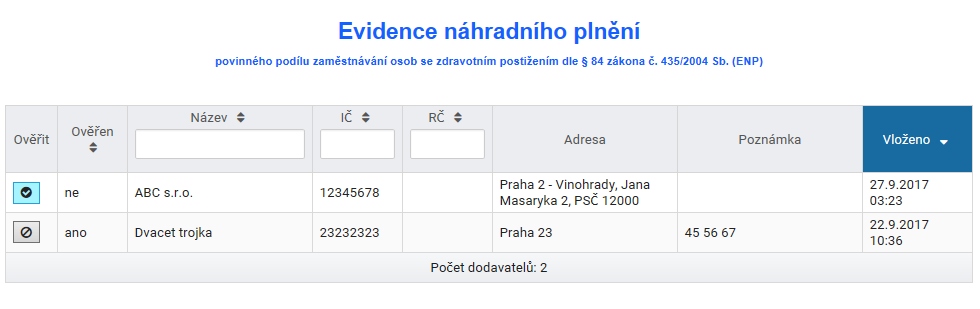 Evidence náhradního plnění
povinného podílu zaměstnávání osob se zdravotním postižením dle § 84 zákona č. 435/2004 Sb. (ENP)
Ověřit Ověřen Název IČ RČ Adresa Poznámka Vloženo
ne ABC s.r.o. 12345678 Praha 2 - Vinohrady, Jana Masaryka 2, PSČ 12000 27.9.2017 03:23
ano Dvacet trojka 23232323 Praha 23 45 56 67 22.9.2017 10:36
Počet dodavatelů: 2